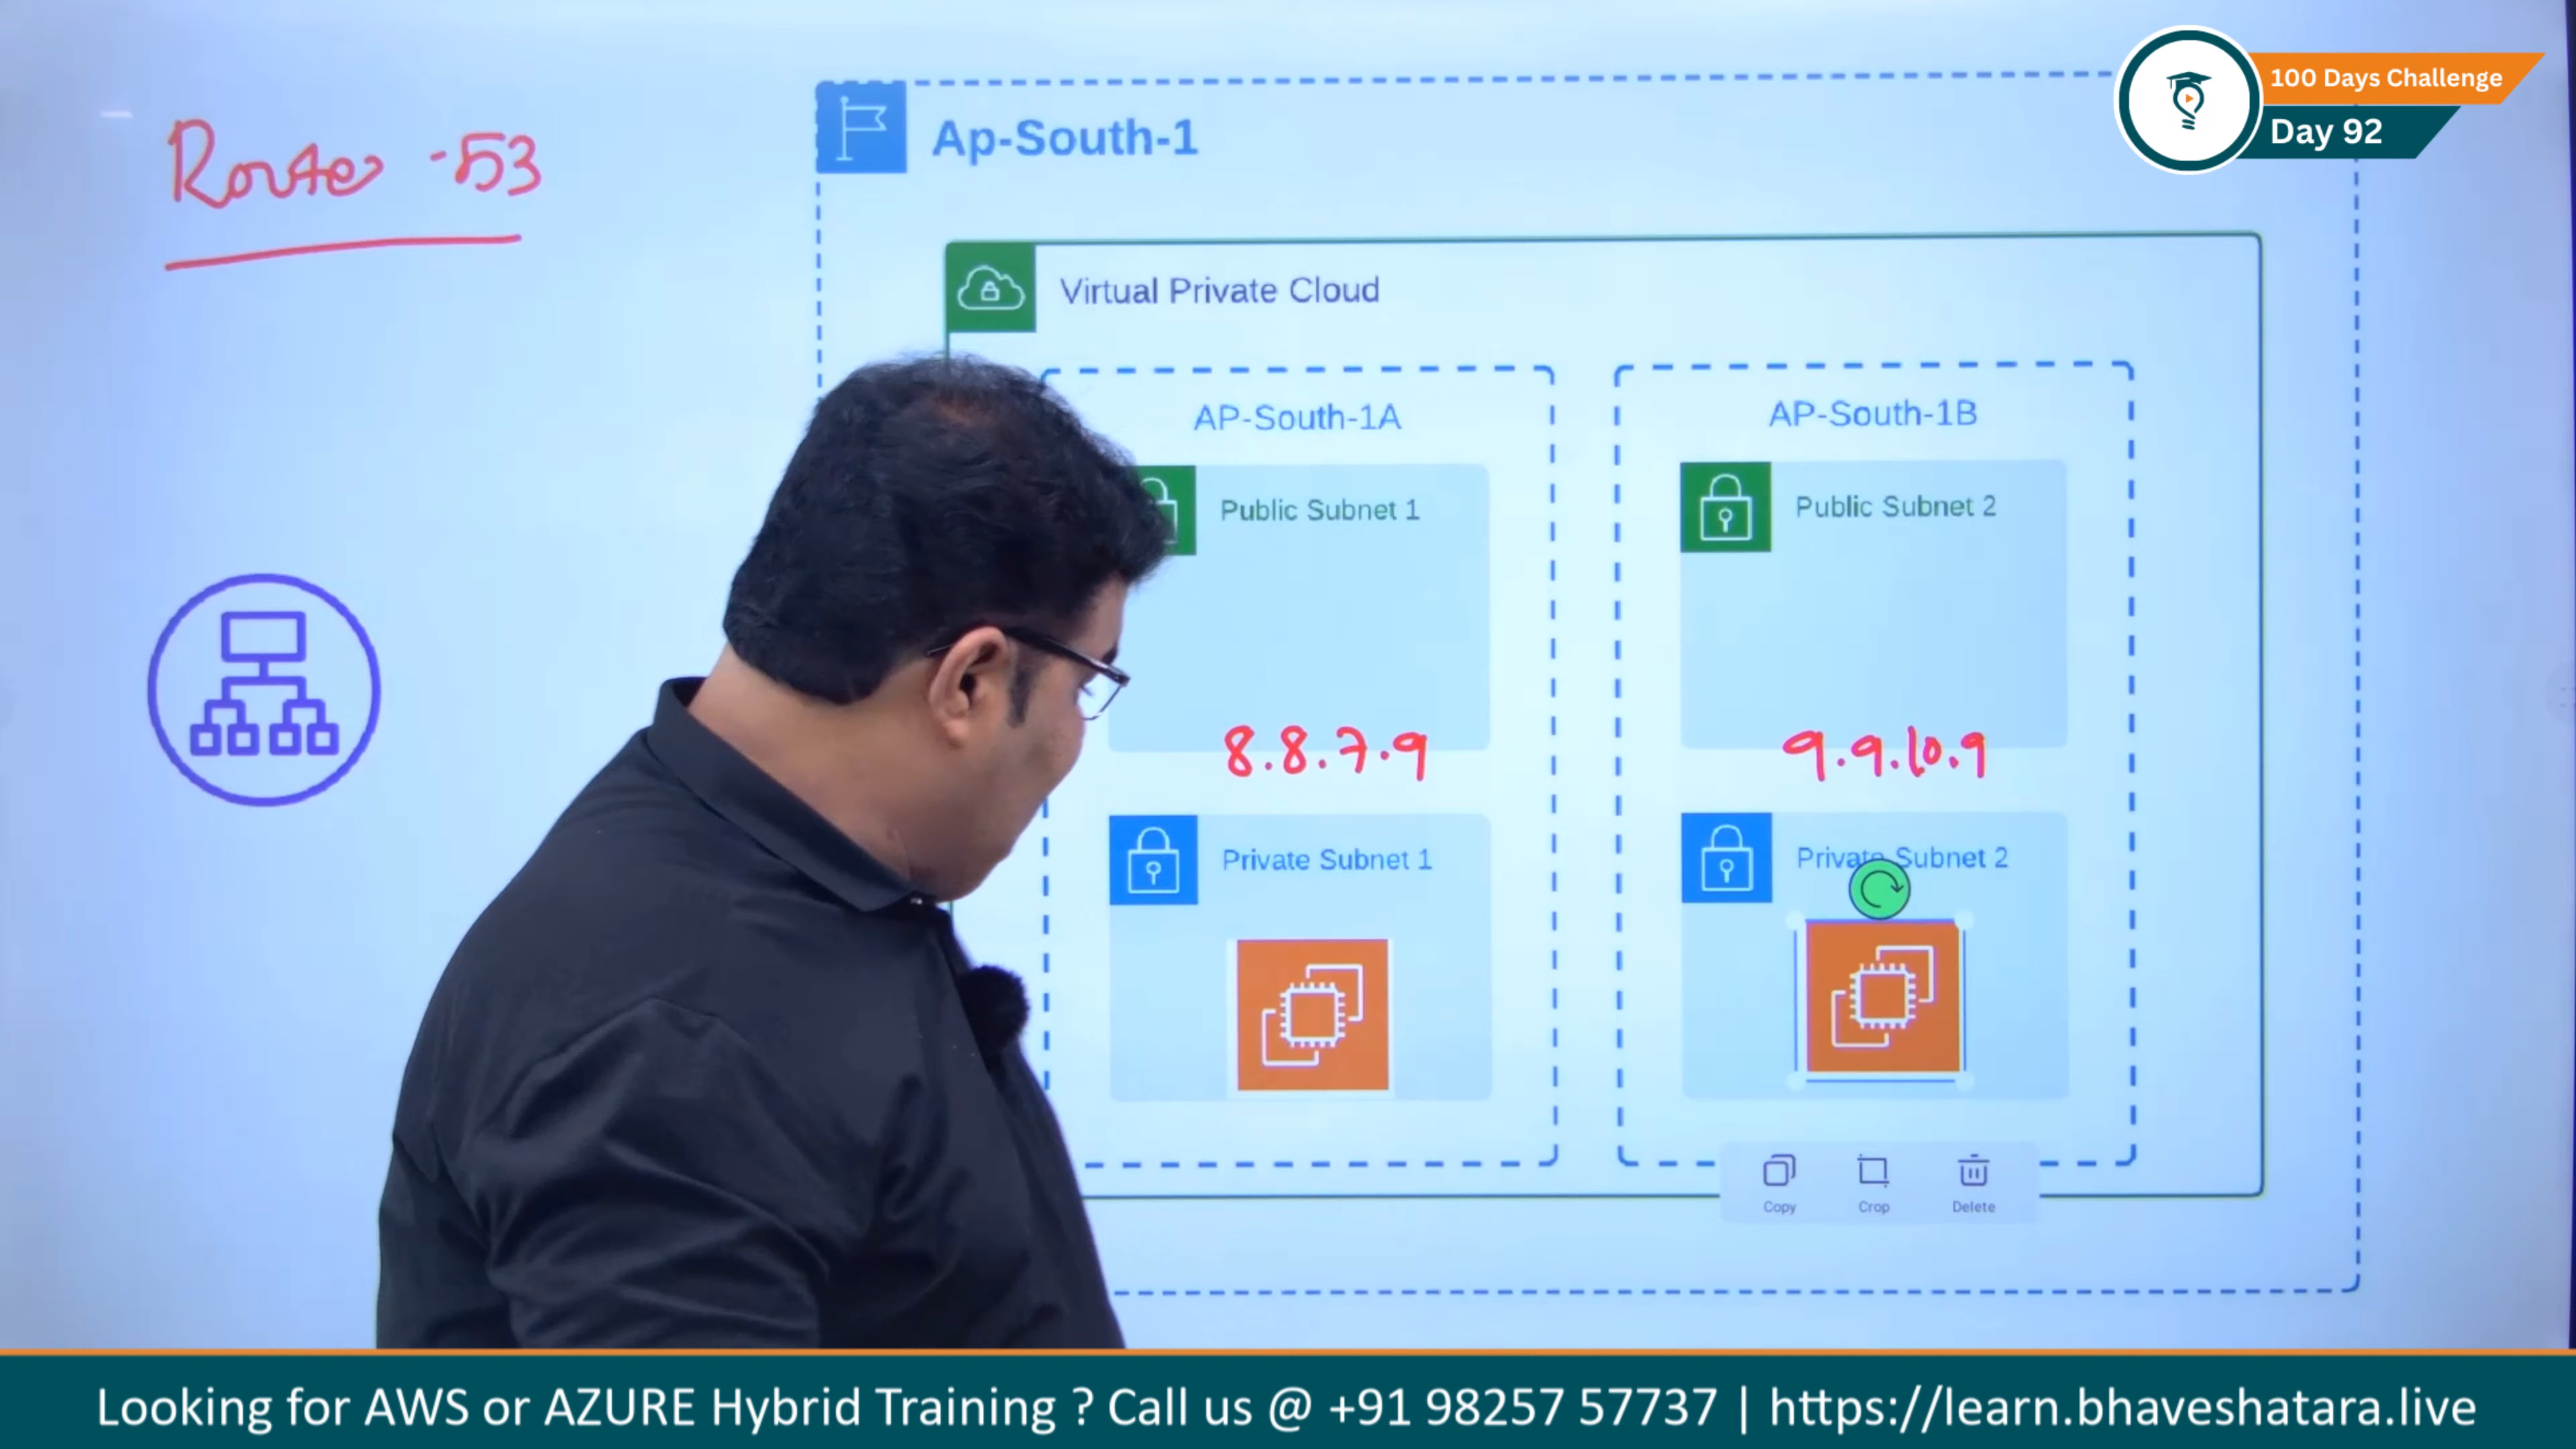 100 Days Challenge
Day 92
Route-53
Ap-South-1
Virtual Private Cloud
AP-South-1A
AP-South-1B
Public Subnet 1
Public Subnet 2
8.8.7.9
9.9.10.9
Private Subnet 1
Private Subnet 2
Copy
Crop
Delete
Looking for AWS or AZURE Hybrid Training ? Call us @ +91 98257 57737 | https://learn.bhaveshatara.live